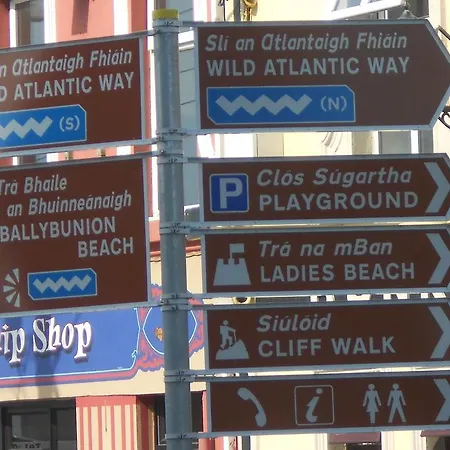 an Atlantaigh Fhiáin
ATLANTIC WAY
(S)
Trá Bhaile
an Bhuinneánaigh
BALLYBUNION
BEACH
Slí an Atlantaigh Fhiáin
WILD ATLANTIC WAY
(N)
P Clós Súgartha
PLAYGROUND
Trá na mBan
LADIES BEACH
Siúlóid
CLIFF WALK
i
Shop